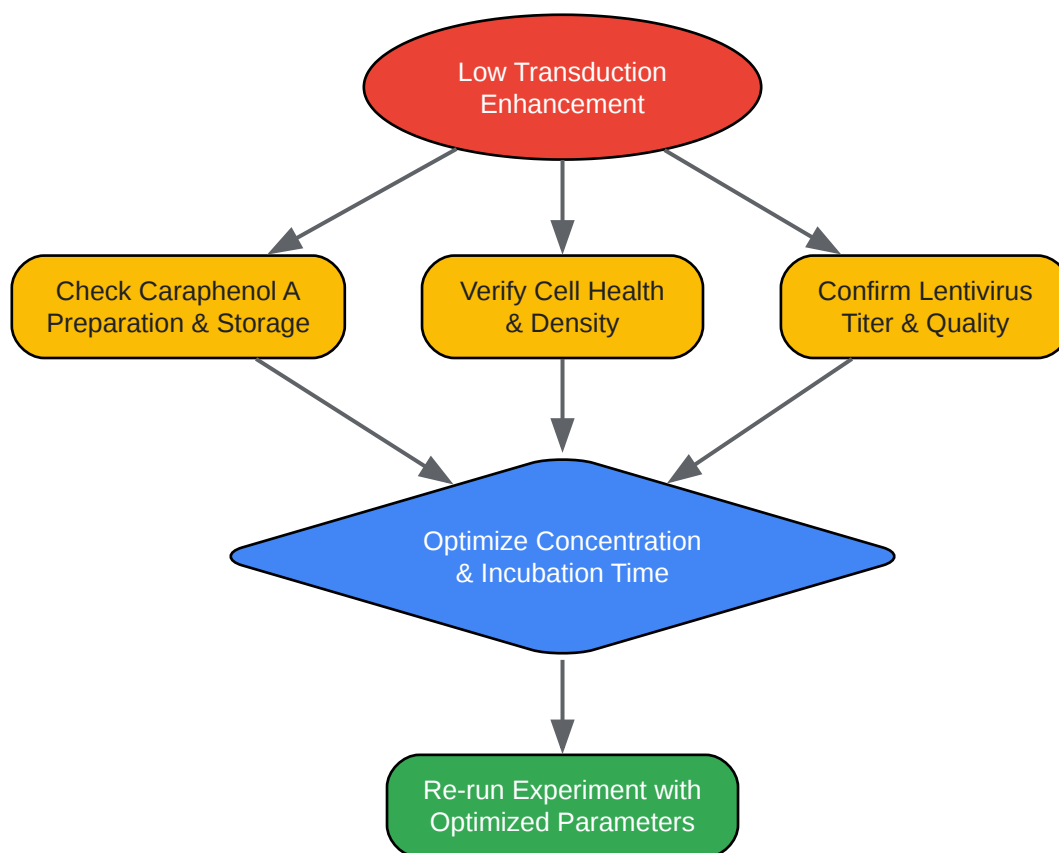 Low Transduction
Enhancement
Check Caraphenol A
Preparation & Storage
Verify Cell Health
& Density
Confirm Lentivirus
Titer & Quality
Optimize Concentration
& Incubation Time
Re-run Experiment with
Optimized Parameters